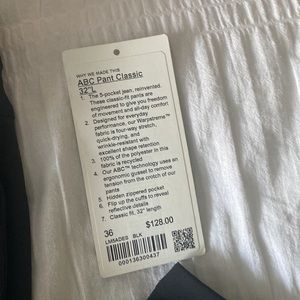 WHY WE MADE THIS
ABC Pant Classic
32"L
1. The 5-pocket jean, reinvented.
These classic-fit pants are
engineered to give you freedom
of movement and all-day comfort
2. Designed for everyday
performance, our Warpstreme™
fabric is four-way stretch,
quick-drying, and
wrinkle-resistant with
excellent shape retention
3. 100% of the polyester in this
fabric is recycled
4. Our ABC™ technology uses an
ergonomic gusset to remove
tension from the crotch of our
pants
5. Hidden zippered pocket
6. Flip up the cuffs to reveal
reflective details
7. Classic fit, 32" length
36 $128.00
LM5ADES BLK
000136300437